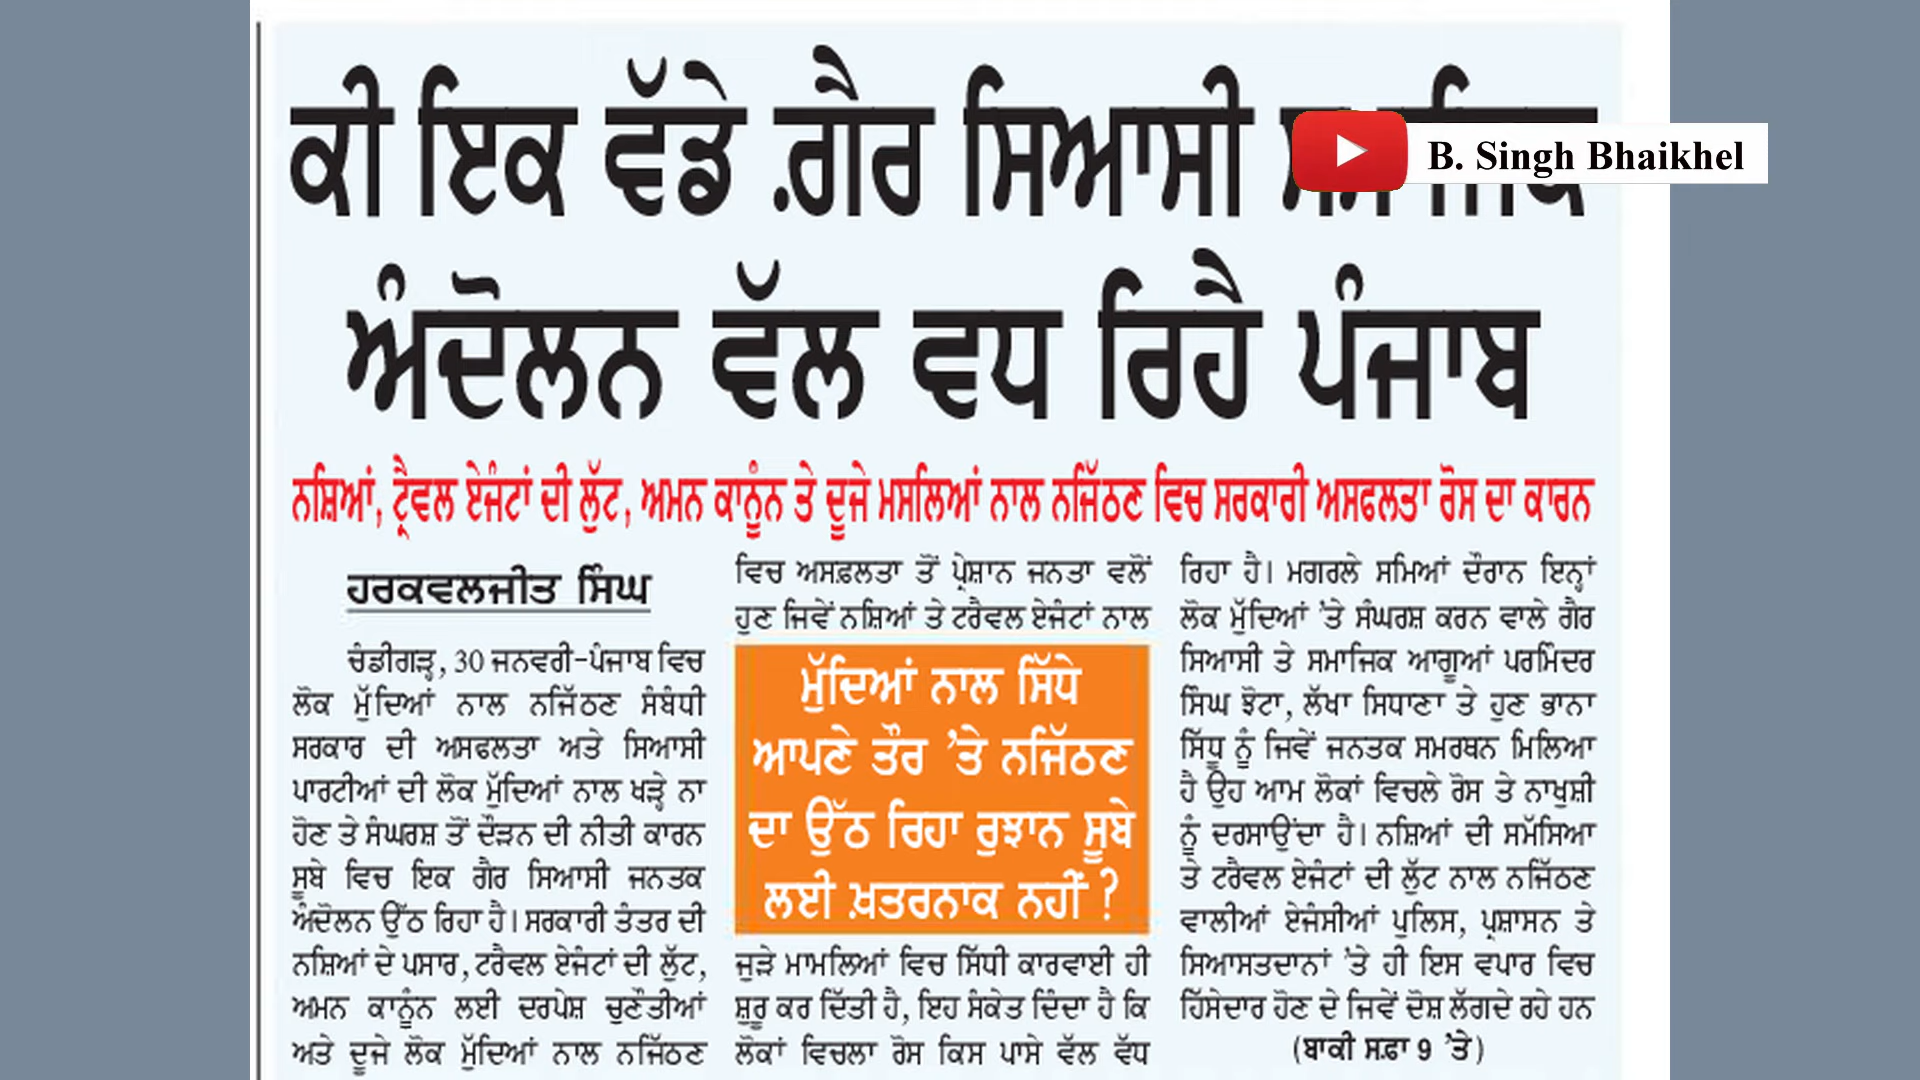 ਕੀ ਇਕ ਵੱਡੇ ਗ਼ੈਰ ਸਿਆਸੀ
B. Singh Bhaikhel
ਅੰਦੋਲਨ ਵੱਲ ਵਧ ਰਿਹੈ ਪੰਜਾਬ
ਨਸ਼ਿਆਂ, ਟ੍ਰੈਵਲ ਏਜੰਟਾਂ ਦੀ ਲੁੱਟ, ਅਮਨ ਕਾਨੂੰਨ ਤੇ ਦੂਜੇ ਮਸਲਿਆਂ ਨਾਲ ਨਜਿੱਠਣ ਵਿਚ ਸਰਕਾਰੀ ਅਸਫਲਤਾ ਰੋਸ ਦਾ ਕਾਰਨ
ਹਰਕਵਲਜੀਤ ਸਿੰਘ
ਚੰਡੀਗੜ੍ਹ, 30 ਜਨਵਰੀ-ਪੰਜਾਬ ਵਿਚ
ਲੋਕ ਮੁੱਦਿਆਂ ਨਾਲ ਨਜਿੱਠਣ ਸੰਬੰਧੀ
ਸਰਕਾਰ ਦੀ ਅਸਫਲਤਾ ਅਤੇ ਸਿਆਸੀ
ਪਾਰਟੀਆਂ ਦੀ ਲੋਕ ਮੁੱਦਿਆਂ ਨਾਲ ਖੜ੍ਹੇ ਨਾ
ਹੋਣ ਤੇ ਸੰਘਰਸ਼ ਤੋਂ ਦੌੜਨ ਦੀ ਨੀਤੀ ਕਾਰਨ
ਸੂਬੇ ਵਿਚ ਇਕ ਗੈਰ ਸਿਆਸੀ ਜਨਤਕ
ਅੰਦੋਲਨ ਉੱਠ ਰਿਹਾ ਹੈ। ਸਰਕਾਰੀ ਤੰਤਰ ਦੀ
ਨਸ਼ਿਆਂ ਦੇ ਪਸਾਰ, ਟਰੈਵਲ ਏਜੰਟਾਂ ਦੀ ਲੁੱਟ,
ਅਮਨ ਕਾਨੂੰਨ ਲਈ ਦਰਪੇਸ਼ ਚੁਣੌਤੀਆਂ
ਅਤੇ ਦੂਜੇ ਲੋਕ ਮੁੱਦਿਆਂ ਨਾਲ ਨਜਿੱਠਣ
ਵਿਚ ਅਸਫ਼ਲਤਾ ਤੋਂ ਪ੍ਰੇਸ਼ਾਨ ਜਨਤਾ ਵਲੋਂ
ਹੁਣ ਜਿਵੇਂ ਨਸ਼ਿਆਂ ਤੇ ਟਰੈਵਲ ਏਜੰਟਾਂ ਨਾਲ
ਮੁੱਦਿਆਂ ਨਾਲ ਸਿੱਧੇ
ਆਪਣੇ ਤੌਰ 'ਤੇ ਨਜਿੱਠਣ
ਦਾ ਉੱਠ ਰਿਹਾ ਰੁਝਾਨ ਸੂਬੇ
ਲਈ ਖ਼ਤਰਨਾਕ ਨਹੀਂ ?
ਜੁੜੇ ਮਾਮਲਿਆਂ ਵਿਚ ਸਿੱਧੀ ਕਾਰਵਾਈ ਹੀ
ਸ਼ੁਰੂ ਕਰ ਦਿੱਤੀ ਹੈ, ਇਹ ਸੰਕੇਤ ਦਿੰਦਾ ਹੈ ਕਿ
ਲੋਕਾਂ ਵਿਚਲਾ ਰੋਸ ਕਿਸ ਪਾਸੇ ਵੱਲ ਵੱਧ
ਰਿਹਾ ਹੈ। ਮਗਰਲੇ ਸਮਿਆਂ ਦੌਰਾਨ ਇਨ੍ਹਾਂ
ਲੋਕ ਮੁੱਦਿਆਂ 'ਤੇ ਸੰਘਰਸ਼ ਕਰਨ ਵਾਲੇ ਗੈਰ
ਸਿਆਸੀ ਤੇ ਸਮਾਜਿਕ ਆਗੂਆਂ ਪਰਮਿੰਦਰ
ਸਿੰਘ ਝੋਟਾ, ਲੱਖਾ ਸਿਧਾਣਾ ਤੇ ਹੁਣ ਭਾਨਾ
ਸਿੱਧੂ ਨੂੰ ਜਿਵੇਂ ਜਨਤਕ ਸਮਰਥਨ ਮਿਲਿਆ
ਹੈ ਉਹ ਆਮ ਲੋਕਾਂ ਵਿਚਲੇ ਰੋਸ ਤੇ ਨਾਖੁਸ਼ੀ
ਨੂੰ ਦਰਸਾਉਂਦਾ ਹੈ। ਨਸ਼ਿਆਂ ਦੀ ਸਮੱਸਿਆ
ਤੇ ਟਰੈਵਲ ਏਜੰਟਾਂ ਦੀ ਲੁੱਟ ਨਾਲ ਨਜਿੱਠਣ
ਵਾਲੀਆਂ ਏਜੰਸੀਆਂ ਪੁਲਿਸ, ਪ੍ਰਸ਼ਾਸਨ ਤੇ
ਸਿਆਸਤਦਾਨਾਂ 'ਤੇ ਹੀ ਇਸ ਵਪਾਰ ਵਿਚ
ਹਿੱਸੇਦਾਰ ਹੋਣ ਦੇ ਜਿਵੇਂ ਦੋਸ਼ ਲੱਗਦੇ ਰਹੇ ਹਨ
(ਬਾਕੀ ਸਫ਼ਾ 9 'ਤੇ)